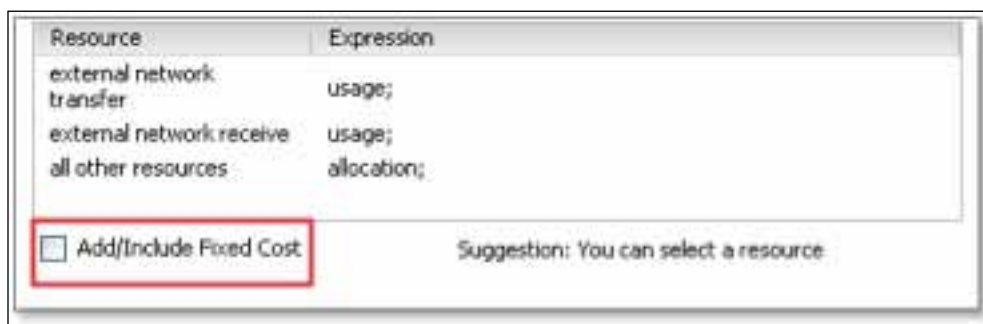 Resource Expression
external network
transfer usage;
external network receive usage;
all other resources allocation;
Add/Include Fixed Cost Suggestion: You can select a resource